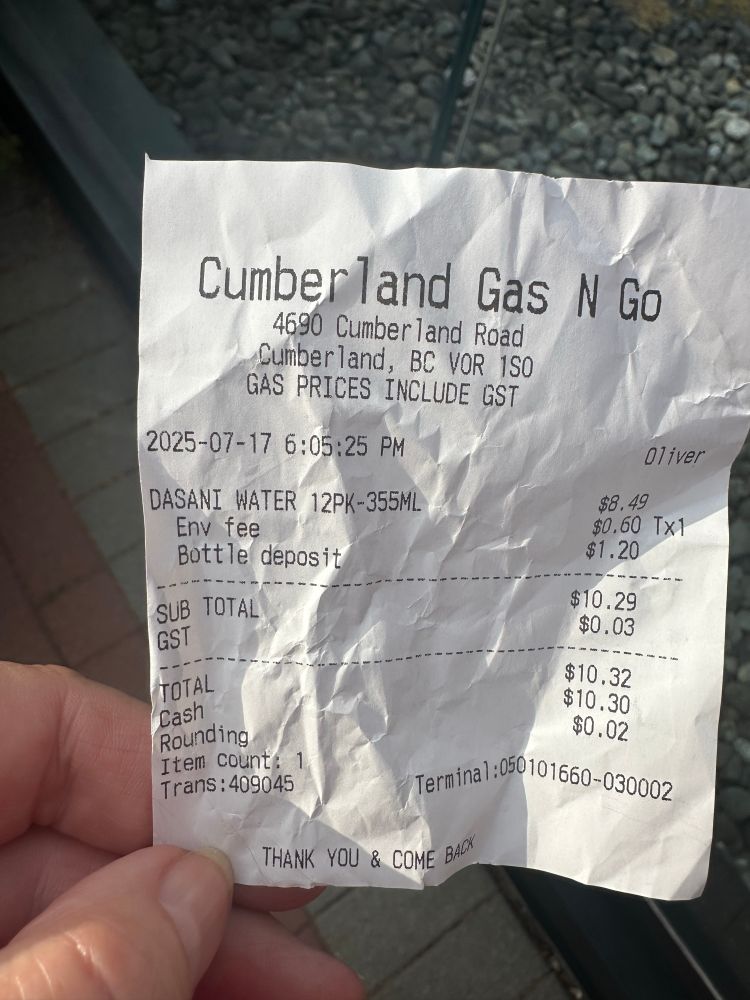 Cumberland Gas N Go
4690 Cumberland Road
Cumberland, BC V0R 1S0
GAS PRICES INCLUDE GST
2025-07-17 6:05:25 PM
Oliver
DASANI WATER 12PK-355ML $8.49
Env fee $0.60 Tx1
Bottle deposit $1.20
SUB TOTAL $10.29
GST $0.03
TOTAL $10.32
Cash $10.30
Rounding $0.02
Item count: 1
Trans:409045 Terminal:050101660-030002
THANK YOU & COME BACK